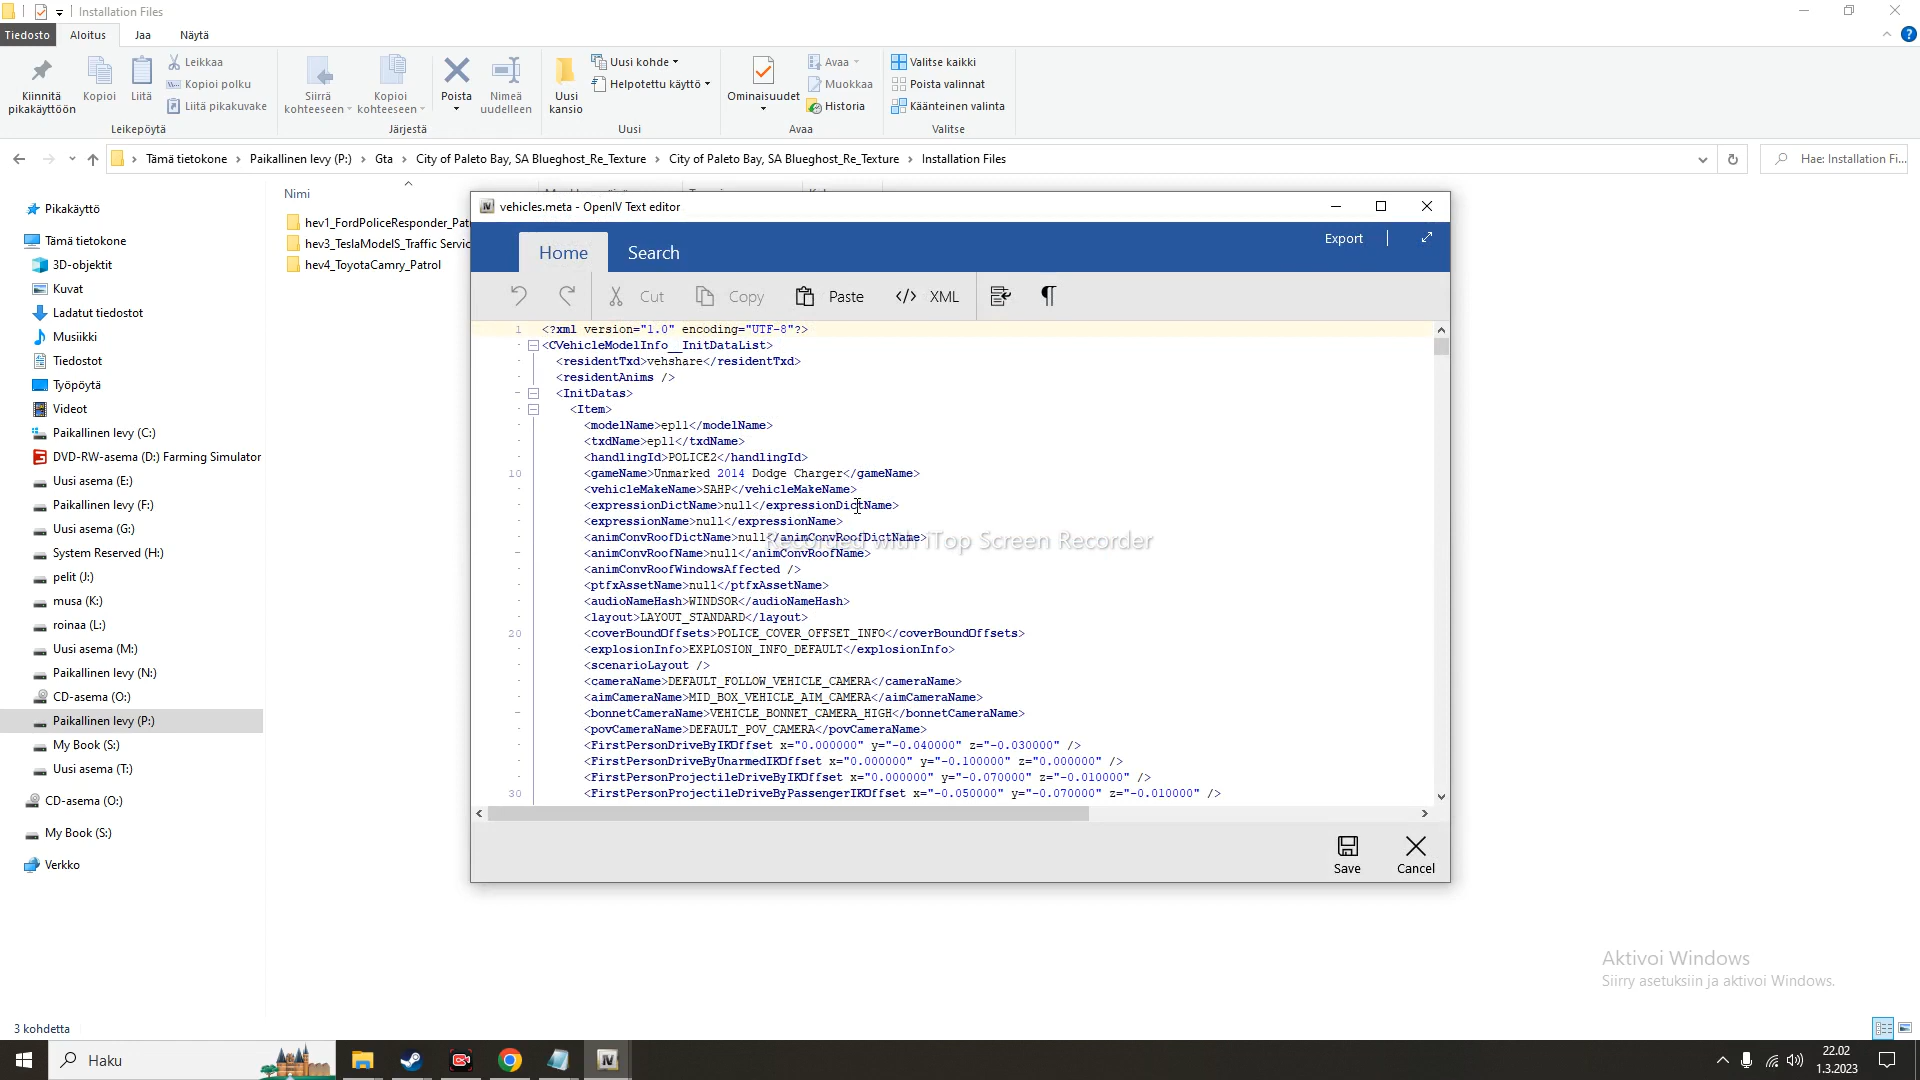 Installation Files
Tiedosto Aloitus Jaa Näytä
Kiinnitä pikakäyttöön
Kopioi
Liitä
Leikkaa
Kopioi polku
Liitä pikakuvake
Leikepöytä
Siirrä kohteeseen
Kopioi kohteeseen
Poista
Nimeä uudelleen
Järjestä
Uusi kansio
Uusi kohde
Helpotettu käyttö
Uusi
Ominaisuudet
Avaa
Muokkaa
Historia
Avaa
Valitse kaikki
Poista valinnat
Käänteinen valinta
Valitse
Tämä tietokone > Paikallinen levy (P:) > Gta > City of Paleto Bay, SA Blueghost_Re_Texture > City of Paleto Bay, SA Blueghost_Re_Texture > Installation Files
Hae: Installation Fi...
Pikakäyttö
Tämä tietokone
3D-objektit
Kuvat
Ladatut tiedostot
Musiikki
Tiedostot
Työpöytä
Videot
Paikallinen levy (C:)
DVD-RW-asema (D:) Farming Simulator
Uusi asema (E:)
Paikallinen levy (F:)
Uusi asema (G:)
System Reserved (H:)
pelit (J:)
musa (K:)
roinaa (L:)
Uusi asema (M:)
Paikallinen levy (N:)
CD-asema (O:)
Paikallinen levy (P:)
My Book (S:)
Uusi asema (T:)
CD-asema (O:)
My Book (S:)
Verkko
Nimi
hev1_FordPoliceResponder_Pat
hev3_TeslaModelS_Traffic Servic
hev4_ToyotaCamry_Patrol
vehicles.meta - OpenIV Text editor
Home Search Export
Cut Copy Paste </> XML
1 <?xml version="1.0" encoding="UTF-8"?>
<CVehicleModelInfo__InitDataList>
<residentTxd>vehshare</residentTxd>
<residentAnims />
<InitDatas>
<Item>
<modelName>epl1</modelName>
<txdName>epl1</txdName>
<handlingId>POLICE2</handlingId>
10 <gameName>Unmarked 2014 Dodge Charger</gameName>
<vehicleMakeName>SAHP</vehicleMakeName>
<expressionDictName>null</expressionDictName>
<expressionName>null</expressionName>
<animConvRoofDictName>null</animConvRoofDictName>
<animConvRoofName>null</animConvRoofName>
<animConvRoofWindowsAffected />
<ptfxAssetName>null</ptfxAssetName>
<audioNameHash>WINDSOR</audioNameHash>
<layout>LAYOUT_STANDARD</layout>
20 <coverBoundOffsets>POLICE_COVER_OFFSET_INFO</coverBoundOffsets>
<explosionInfo>EXPLOSION_INFO_DEFAULT</explosionInfo>
<scenarioLayout />
<cameraName>DEFAULT_FOLLOW_VEHICLE_CAMERA</cameraName>
<aimCameraName>MID_BOX_VEHICLE_AIM_CAMERA</aimCameraName>
<bonnetCameraName>VEHICLE_BONNET_CAMERA_HIGH</bonnetCameraName>
<povCameraName>DEFAULT_POV_CAMERA</povCameraName>
<FirstPersonDriveByIKOffset x="0.000000" y="-0.040000" z="-0.030000" />
<FirstPersonDriveByUnarmedIKOffset x="0.000000" y="-0.100000" z="0.000000" />
<FirstPersonProjectileDriveByIKOffset x="0.000000" y="-0.070000" z="-0.010000" />
30 <FirstPersonProjectileDriveByPassengerIKOffset x="-0.050000" y="-0.070000" z="-0.010000" />
Recorded with iTop Screen Recorder
Save Cancel
Aktivoi Windows
Siirry asetuksiin ja aktivoi Windows.
3 kohdetta
Haku
22.02
1.3.2023